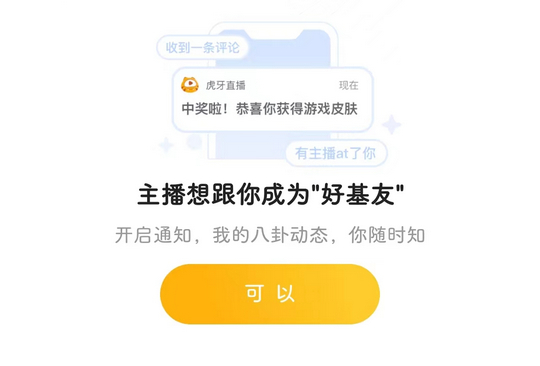 收到一条评论
虎牙直播 现在
中奖啦！恭喜你获得游戏皮肤
有主播at了你
主播想跟你成为"好基友"
开启通知，我的八卦动态，你随时知
可以